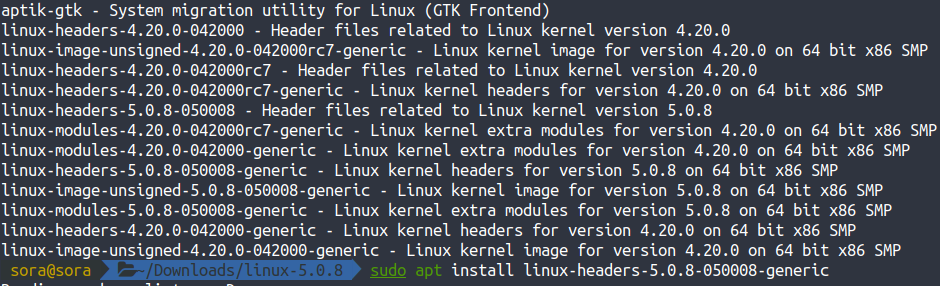 aptik-gtk - System migration utility for Linux (GTK Frontend)
linux-headers-4.20.0-042000 - Header files related to Linux kernel version 4.20.0
linux-image-unsigned-4.20.0-042000rc7-generic - Linux kernel image for version 4.20.0 on 64 bit x86 SMP
linux-headers-4.20.0-042000rc7 - Header files related to Linux kernel version 4.20.0
linux-headers-4.20.0-042000rc7-generic - Linux kernel headers for version 4.20.0 on 64 bit x86 SMP
linux-headers-5.0.8-050008 - Header files related to Linux kernel version 5.0.8
linux-modules-4.20.0-042000rc7-generic - Linux kernel extra modules for version 4.20.0 on 64 bit x86 SMP
linux-modules-4.20.0-042000-generic - Linux kernel extra modules for version 4.20.0 on 64 bit x86 SMP
linux-headers-5.0.8-050008-generic - Linux kernel headers for version 5.0.8 on 64 bit x86 SMP
linux-image-unsigned-5.0.8-050008-generic - Linux kernel image for version 5.0.8 on 64 bit x86 SMP
linux-modules-5.0.8-050008-generic - Linux kernel extra modules for version 5.0.8 on 64 bit x86 SMP
linux-headers-4.20.0-042000-generic - Linux kernel headers for version 4.20.0 on 64 bit x86 SMP
linux-image-unsigned-4.20.0-042000-generic - Linux kernel image for version 4.20.0 on 64 bit x86 SMP
sora@sora ~/Downloads/linux-5.0.8 sudo apt install linux-headers-5.0.8-050008-generic